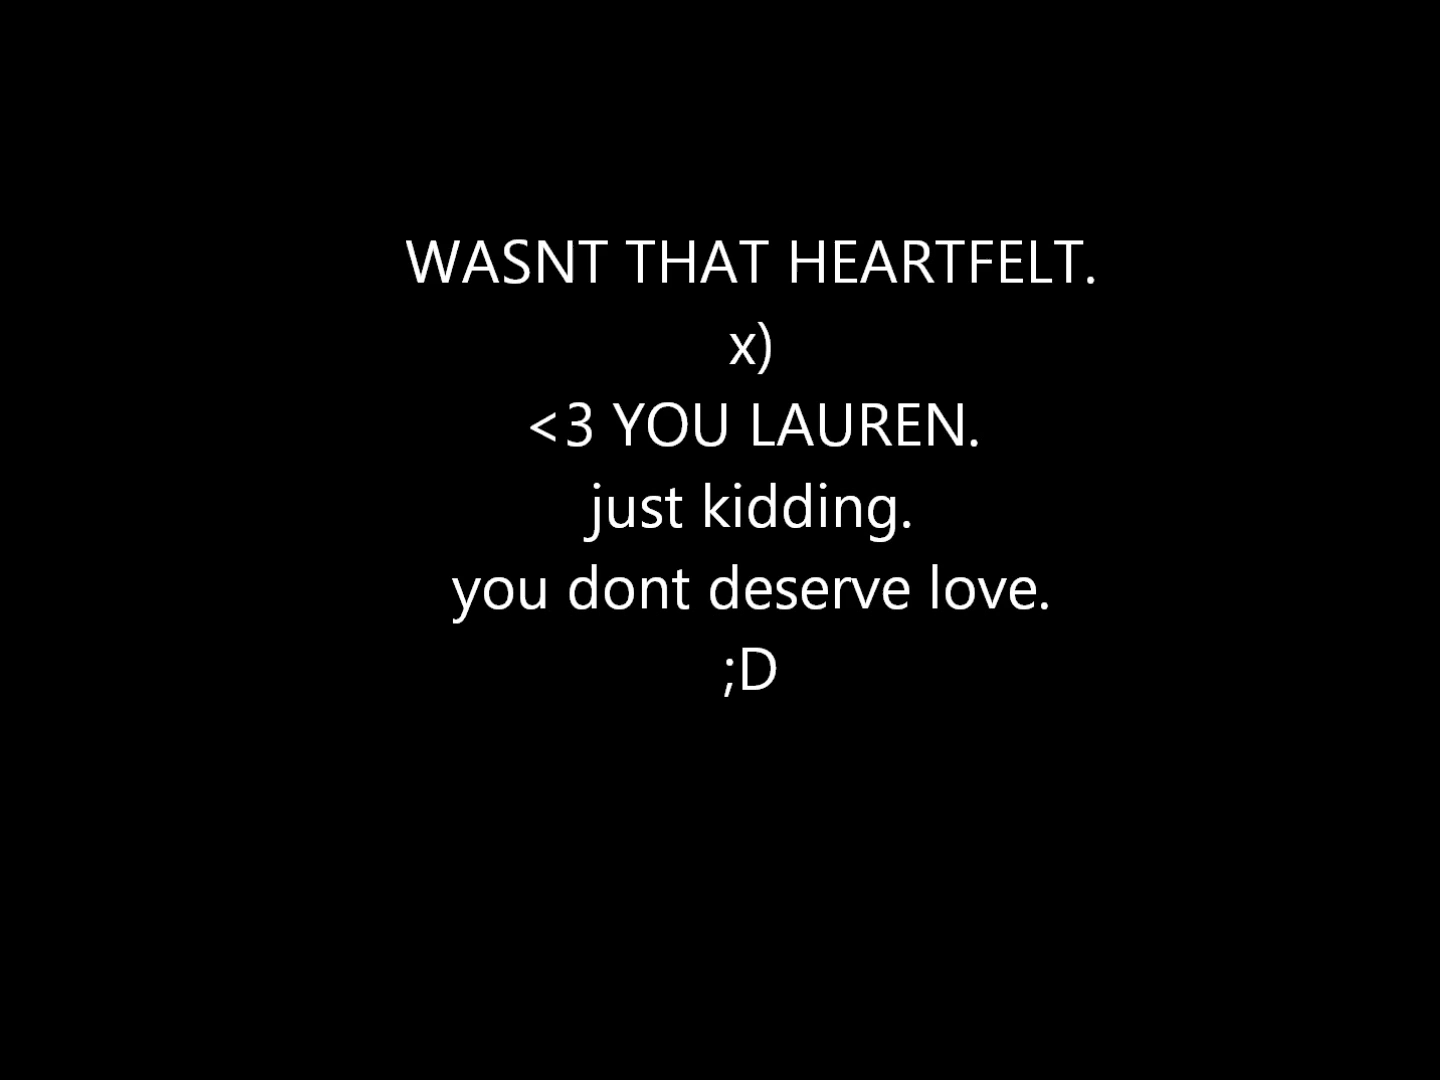 WASNT THAT HEARTFELT.
x)
<3 YOU LAUREN.
just kidding.
you dont deserve love.
;D